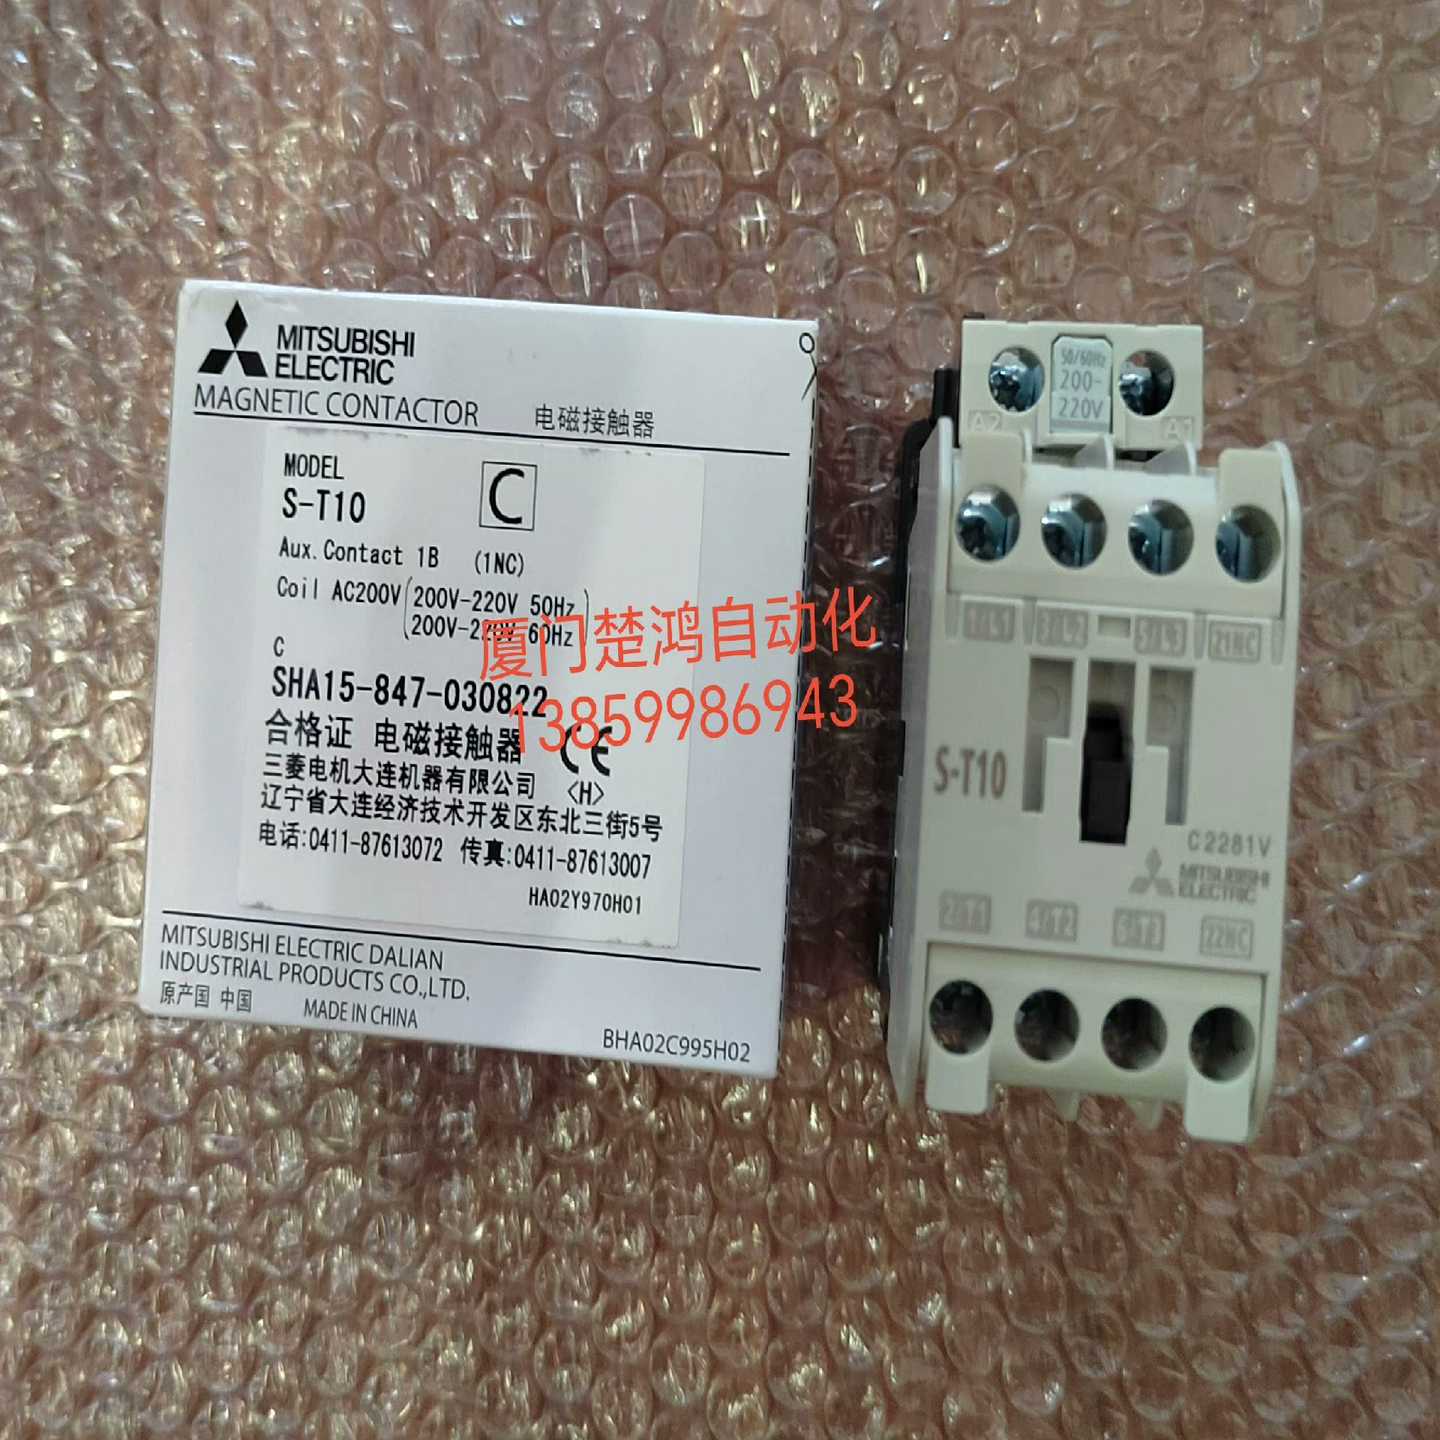 MITSUBISHI
ELECTRIC
MAGNETIC CONTACTOR 电磁接触器
MODEL
S-T10 C
Aux. Contact 1B (1NC)
Coil AC200V 200V-220V 50Hz
200V-220V 60Hz
C
SHA15-847-030822
合格证 电磁接触器 CE
三菱电机大连机器有限公司 <H>
辽宁省大连经济技术开发区东北三街5号
电话:0411-87613072 传真:0411-87613007
HA02Y970H01
MITSUBISHI ELECTRIC DALIAN
INDUSTRIAL PRODUCTS CO.,LTD.
原产国 中国 MADE IN CHINA
BHA02C995H02
厦门楚鸿自动化
13859986943
50/60Hz
200-
220V
A2 A1
1/L1 3/L2 5/L3 21NC
S-T10
C2281V
MITSUBISHI
ELECTRIC
2/T1 4/T2 6/T3 22NC